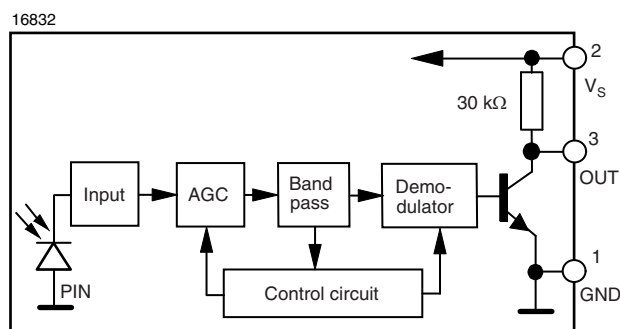 16832
2
V_S
30 kΩ
3
OUT
Input
AGC
Band
pass
Demo-
dulator
1
GND
PIN
Control circuit